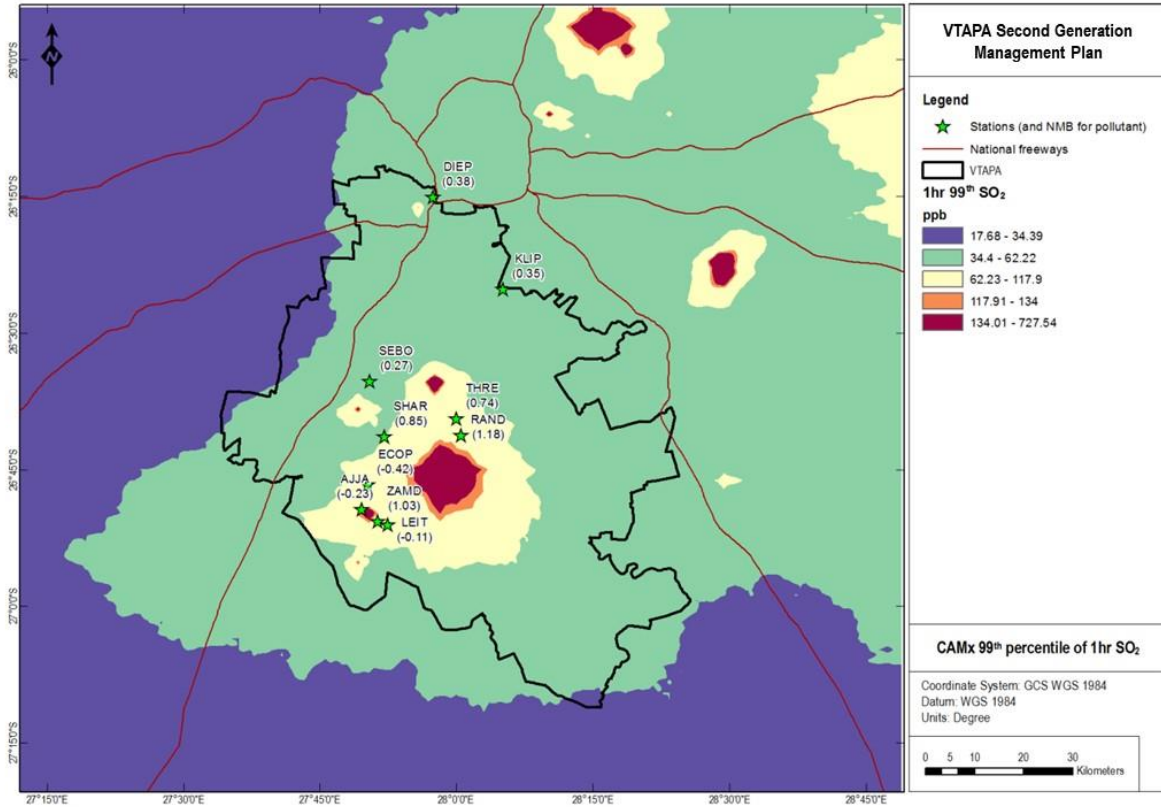 N
DIEP
(0.38)
KLIP
(0.35)
SEBO
(0.27)
THRE
(0.74)
SHAR
(0.85)
RAND
(1.18)
ECOP
(-0.42)
AJJA
(-0.23)
ZAMD
(1.03)
LEIT
(-0.11)
26°0'0"S
26°15'0"S
26°30'0"S
26°45'0"S
27°0'0"S
27°15'0"S
27°15'0"E
27°30'0"E
27°45'0"E
28°0'0"E
28°15'0"E
28°30'0"E
28°45'0"E
VTAPA Second Generation
Management Plan
Legend
Stations (and NMB for pollutant)
National freeways
VTAPA
1hr 99th SO₂
ppb
17.68 - 34.39
34.4 - 62.22
62.23 - 117.9
117.91 - 134
134.01 - 727.54
CAMx 99th percentile of 1hr SO₂
Coordinate System: GCS WGS 1984
Datum: WGS 1984
Units: Degree
0 5 10 20 30
Kilometers